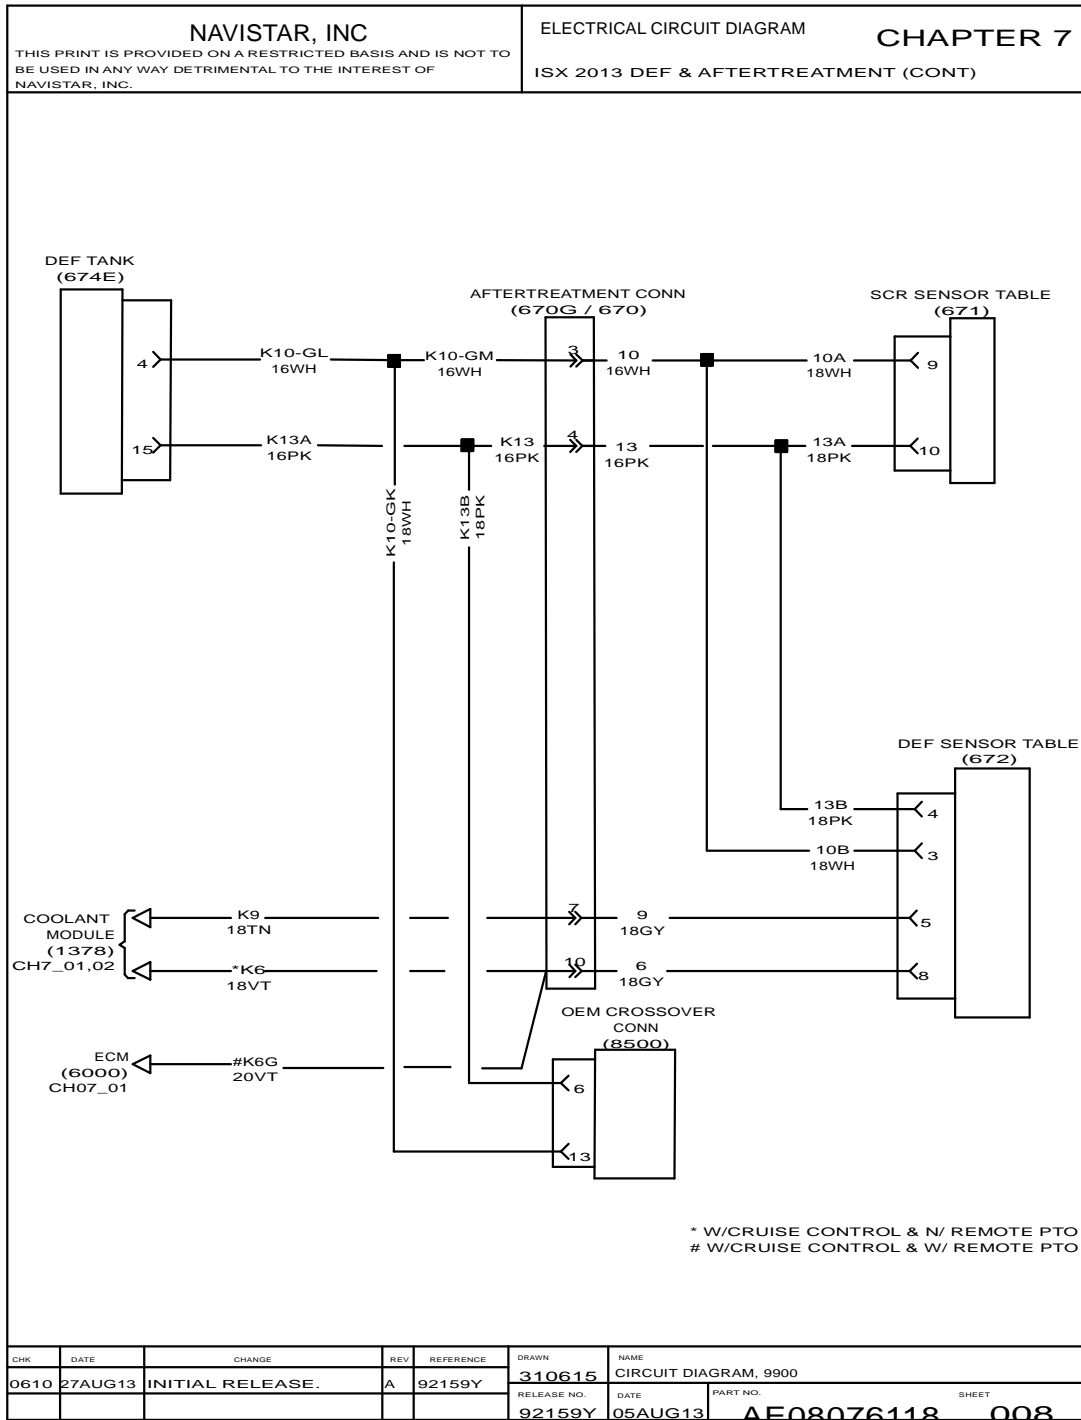 NAVISTAR, INC
THIS PRINT IS PROVIDED ON A RESTRICTED BASIS AND IS NOT TO
BE USED IN ANY WAY DETRIMENTAL TO THE INTEREST OF
NAVISTAR, INC.
ELECTRICAL CIRCUIT DIAGRAM
CHAPTER 7
ISX 2013 DEF & AFTERTREATMENT (CONT)
DEF TANK
(674E)
AFTERTREATMENT CONN
(670G / 670)
SCR SENSOR TABLE
(671)
4
K10-GL
16WH
K10-GM
16WH
3
10
16WH
10A
18WH
9
15
K13A
16PK
K13
16PK
4
13
16PK
13A
18PK
10
K10-GK
18WH
K13B
18PK
DEF SENSOR TABLE
(672)
13B
18PK
4
10B
18WH
3
COOLANT
MODULE
(1378)
CH7_01,02
K9
18TN
7
9
18GY
5
*K6
18VT
10
6
18GY
8
OEM CROSSOVER
CONN
(8500)
ECM
(6000)
CH07_01
#K6G
20VT
6
13
* W/CRUISE CONTROL & N/ REMOTE PTO
# W/CRUISE CONTROL & W/ REMOTE PTO
CHK DATE CHANGE REV REFERENCE
0610 27AUG13 INITIAL RELEASE. A 92159Y
DRAWN
310615
NAME
CIRCUIT DIAGRAM, 9900
RELEASE NO.
92159Y
DATE
05AUG13
PART NO.
AE08076118
SHEET
008